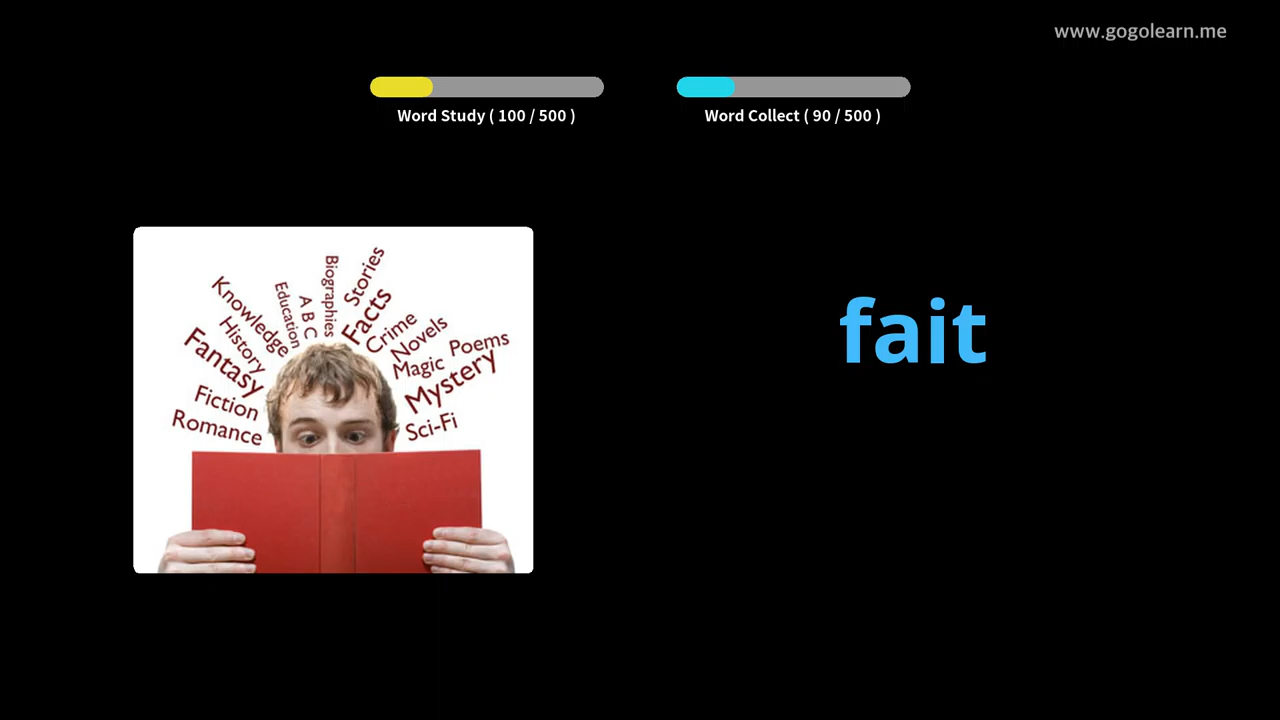 www.gogolearn.me
Word Study ( 100 / 500 )
Word Collect ( 90 / 500 )
Stories
Biographies
Facts
A B C
Education
Knowledge
Crime
Novels
History
Poems
Fantasy
Magic
Mystery
Fiction
Sci-Fi
Romance
fait